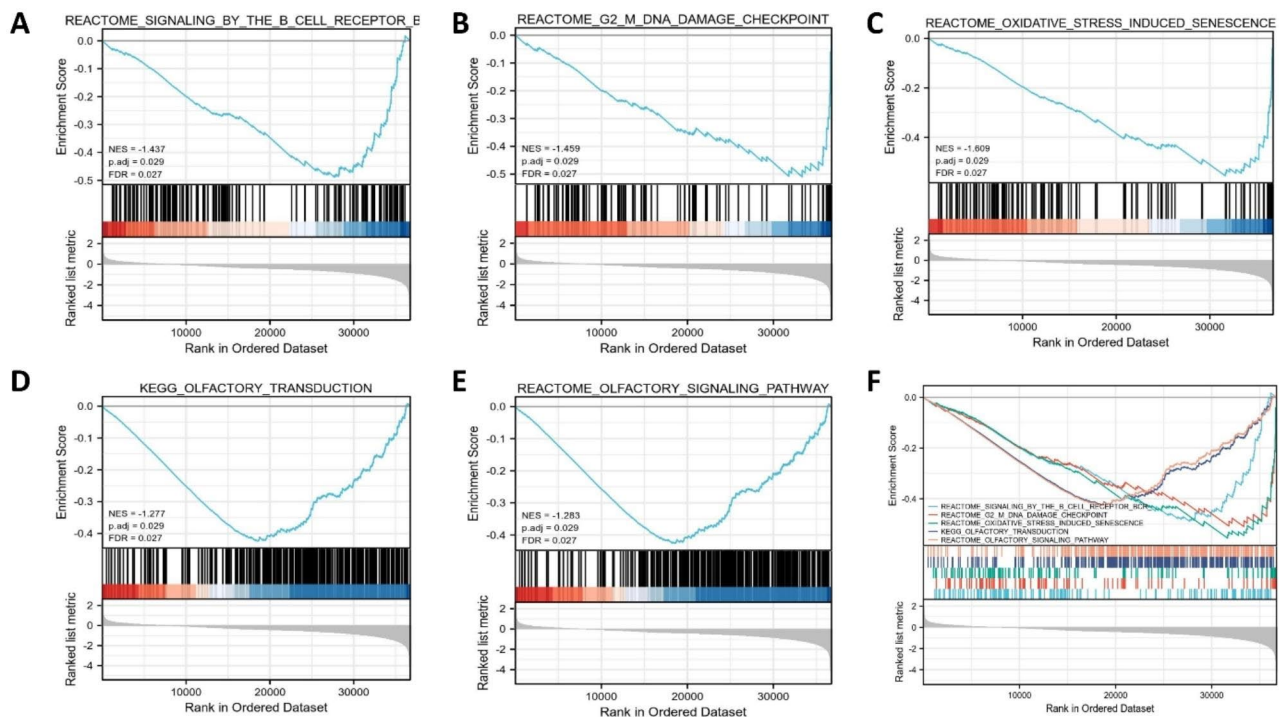 A
REACTOME_SIGNALING_BY_THE_B_CELL_RECEPTOR_B
Enrichment Score
0.0
-0.1
-0.2
-0.3
-0.4
-0.5
NES = -1.437
p.adj = 0.029
FDR = 0.027
Ranked list metric
2
0
-2
-4
10000 20000 30000
Rank in Ordered Dataset
B
REACTOME_G2_M_DNA_DAMAGE_CHECKPOINT
Enrichment Score
0.0
-0.1
-0.2
-0.3
-0.4
-0.5
NES = -1.459
p.adj = 0.029
FDR = 0.027
Ranked list metric
2
0
-2
-4
10000 20000 30000
Rank in Ordered Dataset
C
REACTOME_OXIDATIVE_STRESS_INDUCED_SENESCENCE
Enrichment Score
0.0
-0.2
-0.4
NES = -1.609
p.adj = 0.029
FDR = 0.027
Ranked list metric
2
0
-2
-4
10000 20000 30000
Rank in Ordered Dataset
D
KEGG_OLFACTORY_TRANSDUCTION
Enrichment Score
0.0
-0.1
-0.2
-0.3
-0.4
NES = -1.277
p.adj = 0.029
FDR = 0.027
Ranked list metric
2
0
-2
-4
10000 20000 30000
Rank in Ordered Dataset
E
REACTOME_OLFACTORY_SIGNALING_PATHWAY
Enrichment Score
0.0
-0.1
-0.2
-0.3
-0.4
NES = -1.283
p.adj = 0.029
FDR = 0.027
Ranked list metric
2
0
-2
-4
10000 20000 30000
Rank in Ordered Dataset
F
Enrichment Score
0.0
-0.2
-0.4
REACTOME_SIGNALING_BY_THE_B_CELL_RECEPTOR_BCR
REACTOME_G2_M_DNA_DAMAGE_CHECKPOINT
REACTOME_OXIDATIVE_STRESS_INDUCED_SENESCENCE
KEGG_OLFACTORY_TRANSDUCTION
REACTOME_OLFACTORY_SIGNALING_PATHWAY
Ranked list metric
2
0
-2
-4
10000 20000 30000
Rank in Ordered Dataset